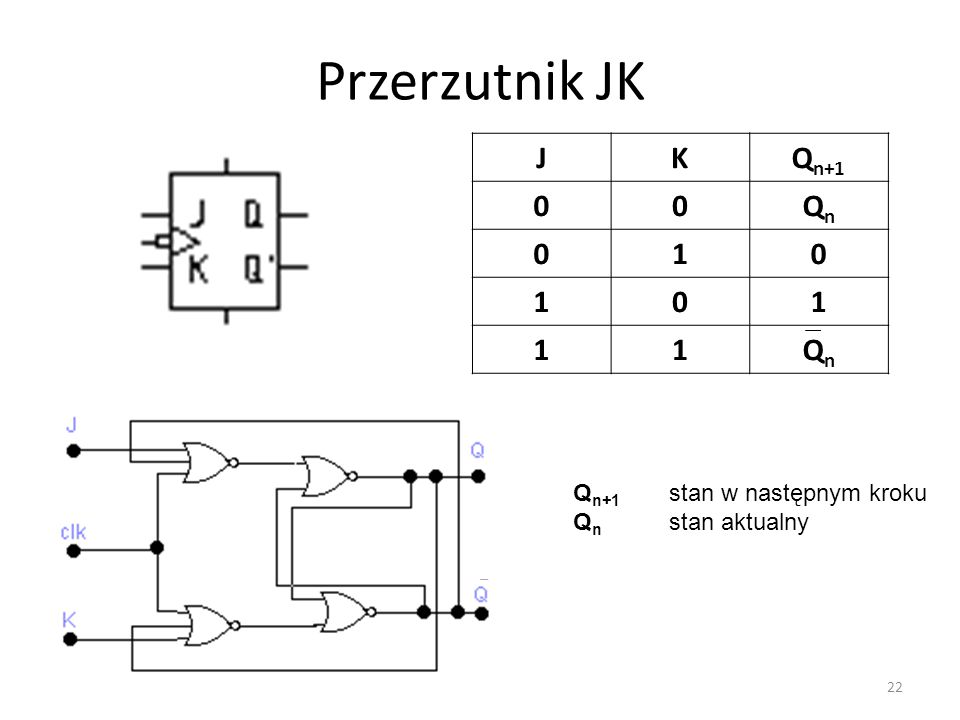 Przerzutnik JK
J K Qn+1
0 0 Qn
0 1 0
1 0 1
1 1 Q̅n
J Q
K Q'
J
Q
clk
K
Q̅
Qn+1 stan w następnym kroku
Qn stan aktualny
22